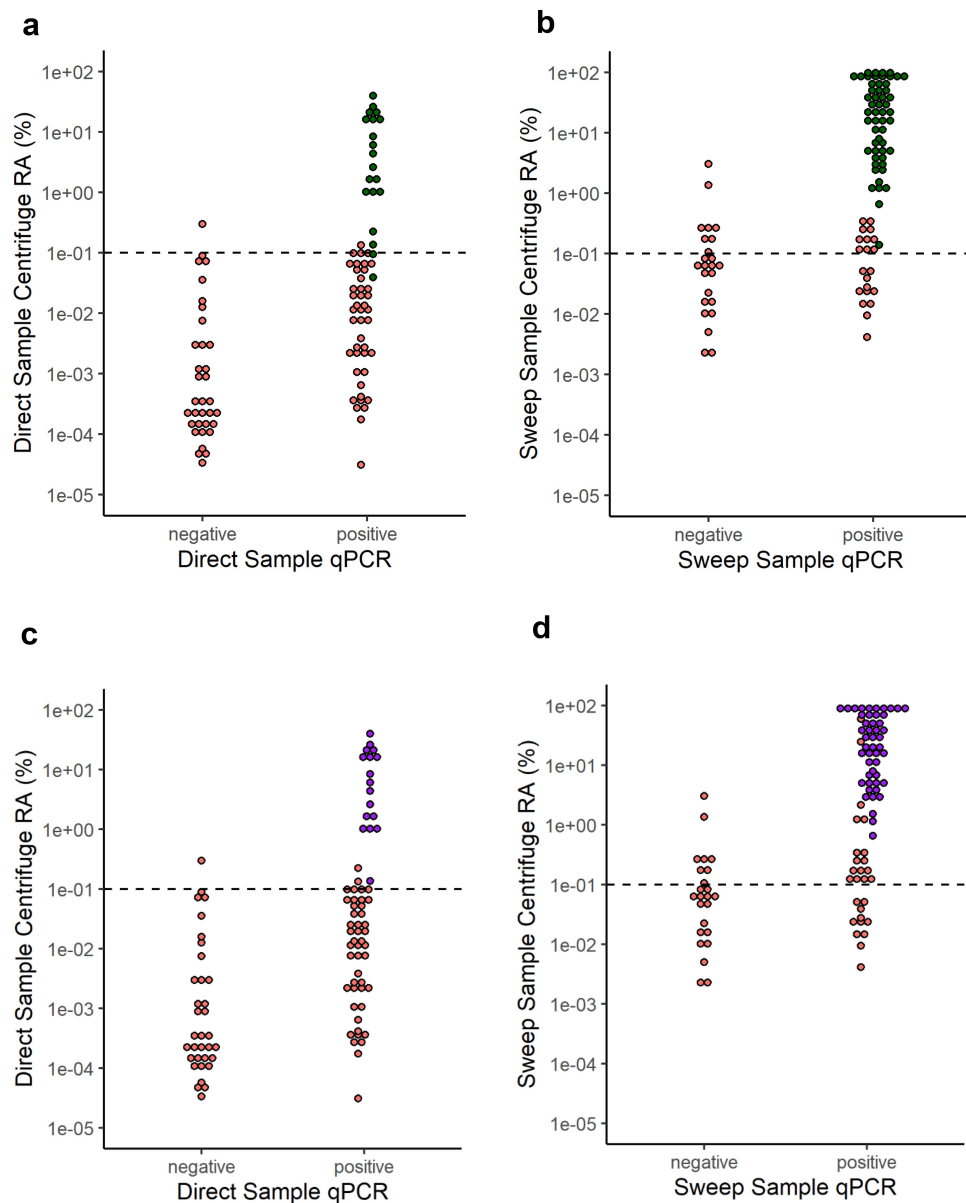 a
1e+02
1e+01
1e+00
1e-01
1e-02
1e-03
1e-04
1e-05
Direct Sample Centrifuge RA (%)
negative
positive
Direct Sample qPCR
b
1e+02
1e+01
1e+00
1e-01
1e-02
1e-03
1e-04
1e-05
Sweep Sample Centrifuge RA (%)
negative
positive
Sweep Sample qPCR
c
1e+02
1e+01
1e+00
1e-01
1e-02
1e-03
1e-04
1e-05
Direct Sample Centrifuge RA (%)
negative
positive
Direct Sample qPCR
d
1e+02
1e+01
1e+00
1e-01
1e-02
1e-03
1e-04
1e-05
Sweep Sample Centrifuge RA (%)
negative
positive
Sweep Sample qPCR